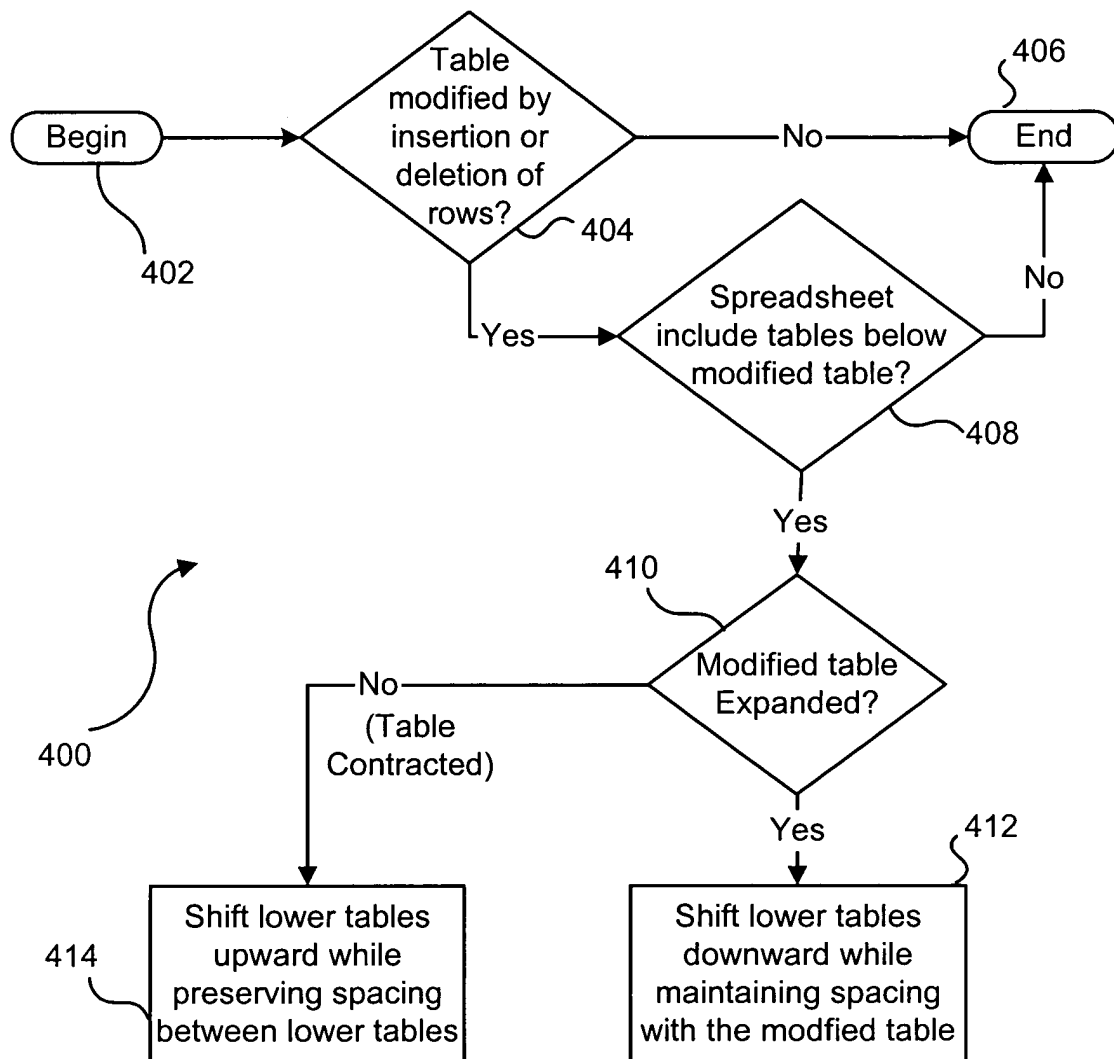 Begin
402
Table
modified by
insertion or
deletion of
rows?
404
No
406
End
Yes
Spreadsheet
include tables below
modified table?
408
No
Yes
410
Modified table
Expanded?
No
(Table
Contracted)
400
Yes
412
Shift lower tables
upward while
preserving spacing
between lower tables
414
Shift lower tables
downward while
maintaining spacing
with the modfied table